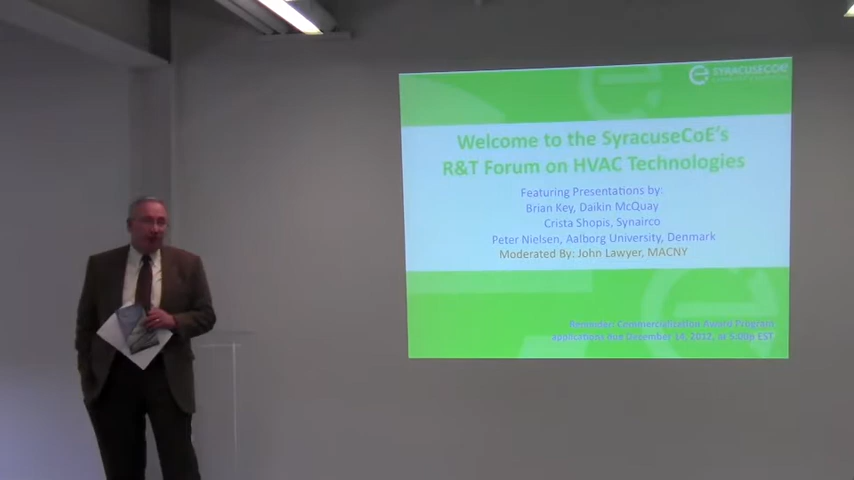 SYRACUSECOE
Welcome to the SyracuseCoE's
R&T Forum on HVAC Technologies
Featuring Presentations by:
Brian Key, Daikin McQuay
Crista Shopis, Synairco
Peter Nielsen, Aalborg University, Denmark
Moderated By: John Lawyer, MACNY
Reminder: Commercialization Award Program
applications due December 14, 2012, at 5:00pm EST